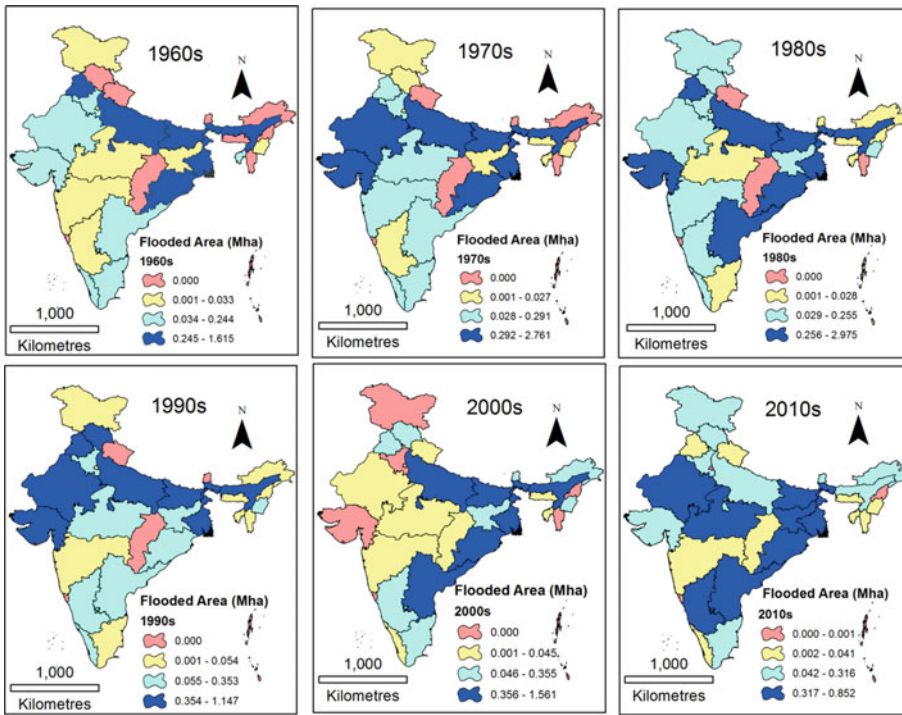 1960s
N
Flooded Area (Mha)
1960s
0.000
0.001 - 0.033
0.034 - 0.244
0.245 - 1.615
1,000
Kilometres
1970s
N
Flooded Area (Mha)
1970s
0.000
0.001 - 0.027
0.028 - 0.291
0.292 - 2.761
1,000
Kilometres
1980s
N
Flooded Area (Mha)
1980s
0.000
0.001 - 0.028
0.029 - 0.255
0.256 - 2.975
1,000
Kilometres
1990s
N
Flooded Area (Mha)
1990s
0.000
0.001 - 0.054
0.055 - 0.353
0.354 - 1.147
1,000
Kilometres
2000s
N
Flooded Area (Mha)
2000s
0.000
0.001 - 0.045
0.046 - 0.355
0.356 - 1.561
1,000
Kilometres
2010s
N
Flooded Area (Mha)
2010s
0.000 - 0.001
0.002 - 0.041
0.042 - 0.316
0.317 - 0.852
1,000
Kilometres